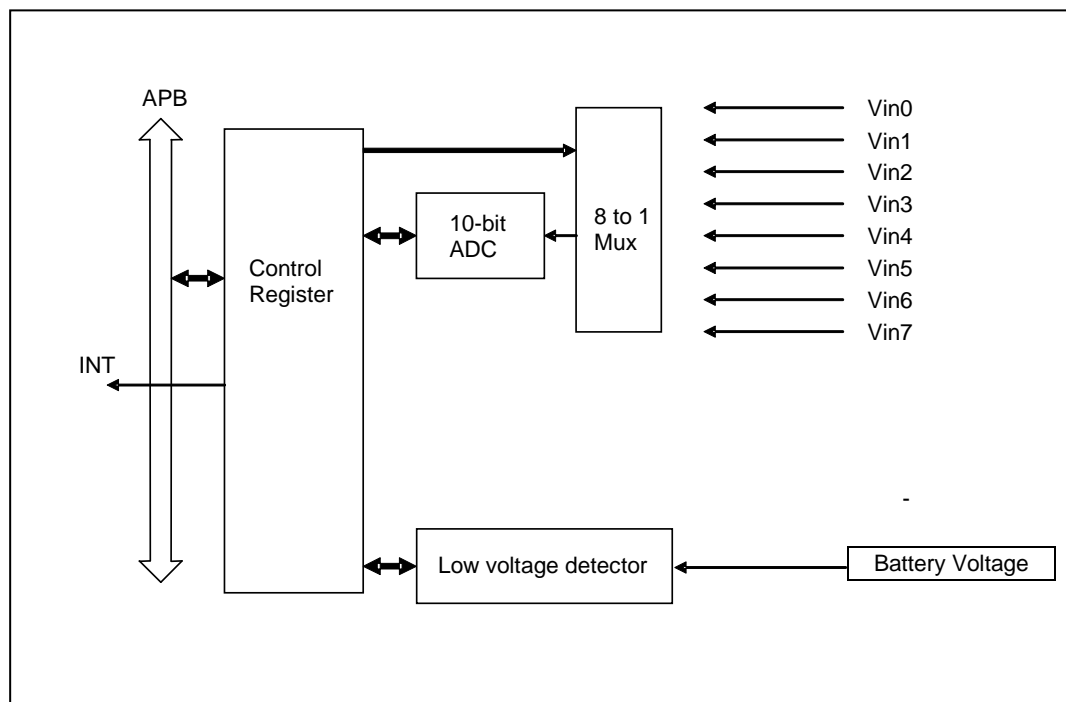 APB
Vin0
Vin1
Vin2
Vin3
Vin4
Vin5
Vin6
Vin7
10-bit
ADC
8 to 1
Mux
Control
Register
INT
-
Low voltage detector
Battery Voltage